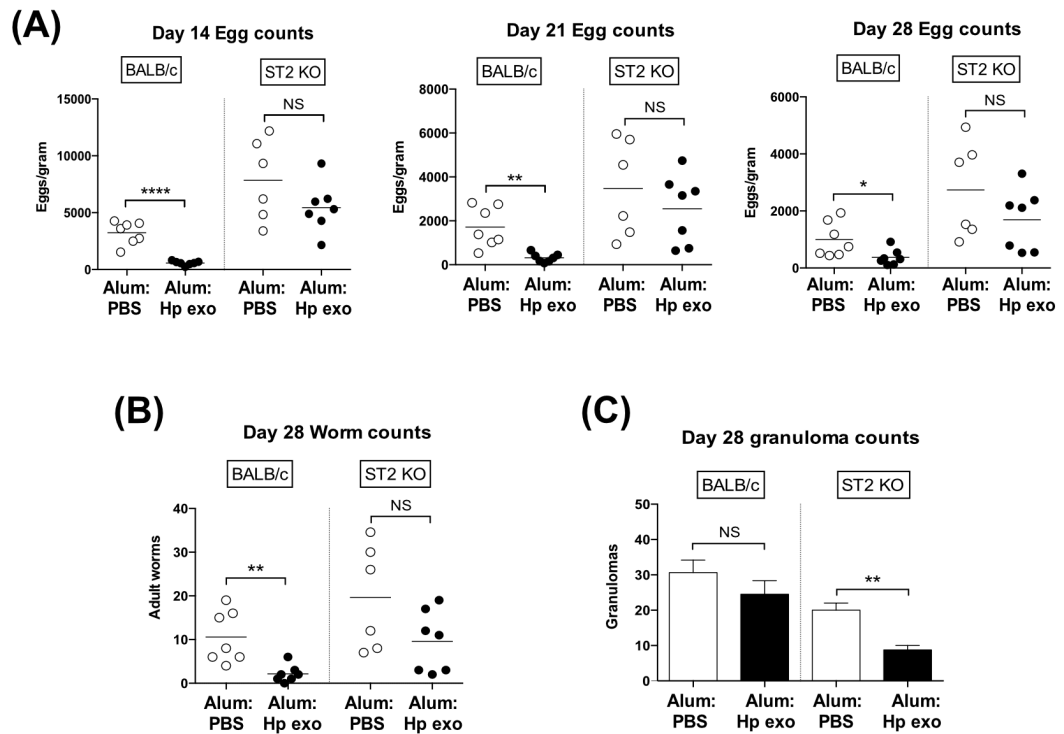 (A)
Day 14 Egg counts
BALB/c
ST2 KO
NS
****
Eggs/gram
15000
10000
5000
0
Alum: Alum: Alum: Alum:
PBS Hp exo PBS Hp exo
Day 21 Egg counts
BALB/c
ST2 KO
NS
**
Eggs/gram
8000
6000
4000
2000
0
Alum: Alum: Alum: Alum:
PBS Hp exo PBS Hp exo
Day 28 Egg counts
BALB/c
ST2 KO
NS
*
Eggs/gram
6000
4000
2000
0
Alum: Alum: Alum: Alum:
PBS Hp exo PBS Hp exo
(B)
Day 28 Worm counts
BALB/c
ST2 KO
NS
**
Adult worms
40
30
20
10
0
Alum: Alum: Alum: Alum:
PBS Hp exo PBS Hp exo
(C)
Day 28 granuloma counts
BALB/c
ST2 KO
NS
**
Granulomas
50
40
30
20
10
0
Alum: Alum: Alum: Alum:
PBS Hp exo PBS Hp exo